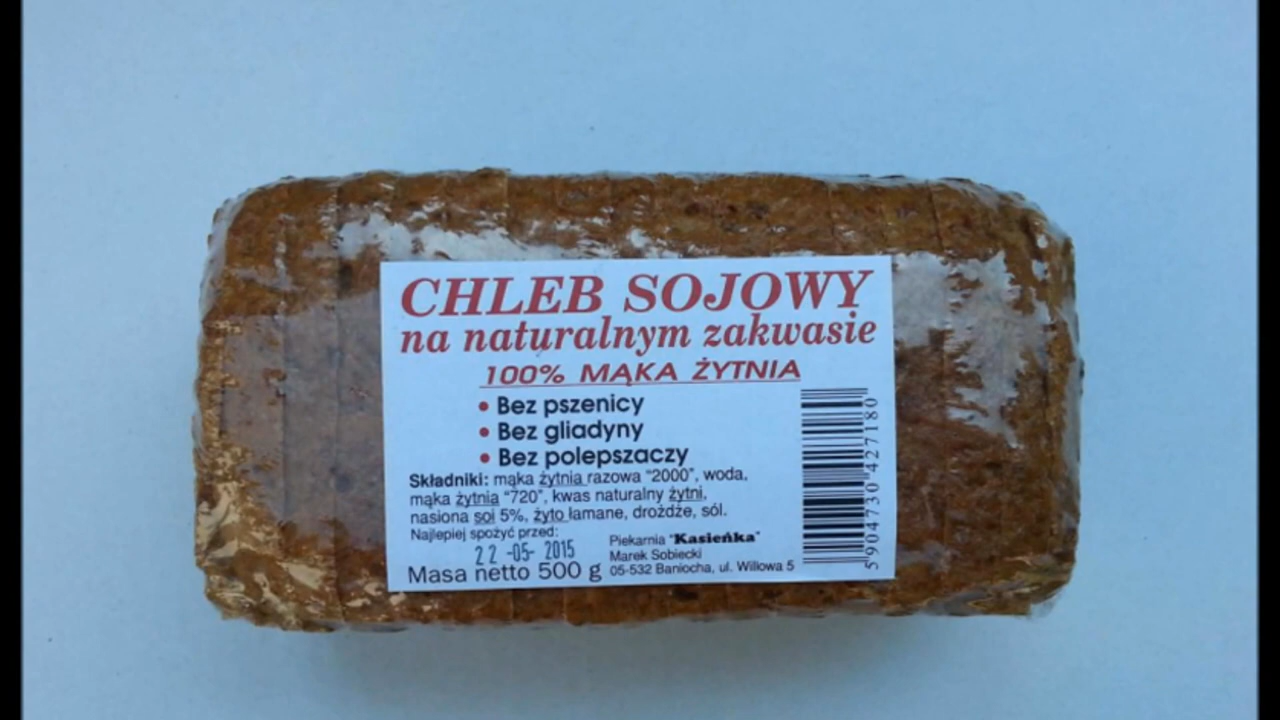 CHLEB SOJOWY
na naturalnym zakwasie
100% MĄKA ŻYTNIA
• Bez pszenicy
• Bez gliadyny
• Bez polepszaczy
Składniki: mąka żytnia razowa “2000”, woda,
mąka żytnia “720”, kwas naturalny żytni,
nasiona soi 5%, żyto łamane, drożdże, sól.
Najlepiej spożyć przed:
22 -05- 2015
Masa netto 500 g
Piekarnia "Kasieńka"
Marek Sobiecki
05-532 Baniocha, ul. Willowa 5
5904730427180